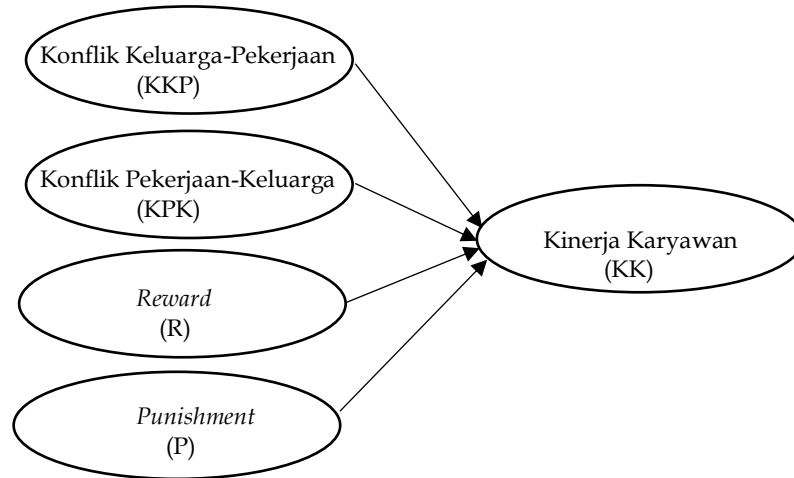 Konflik Keluarga-Pekerjaan
(KKP)
Konflik Pekerjaan-Keluarga
(KPK)
Reward
(R)
Punishment
(P)
Kinerja Karyawan
(KK)